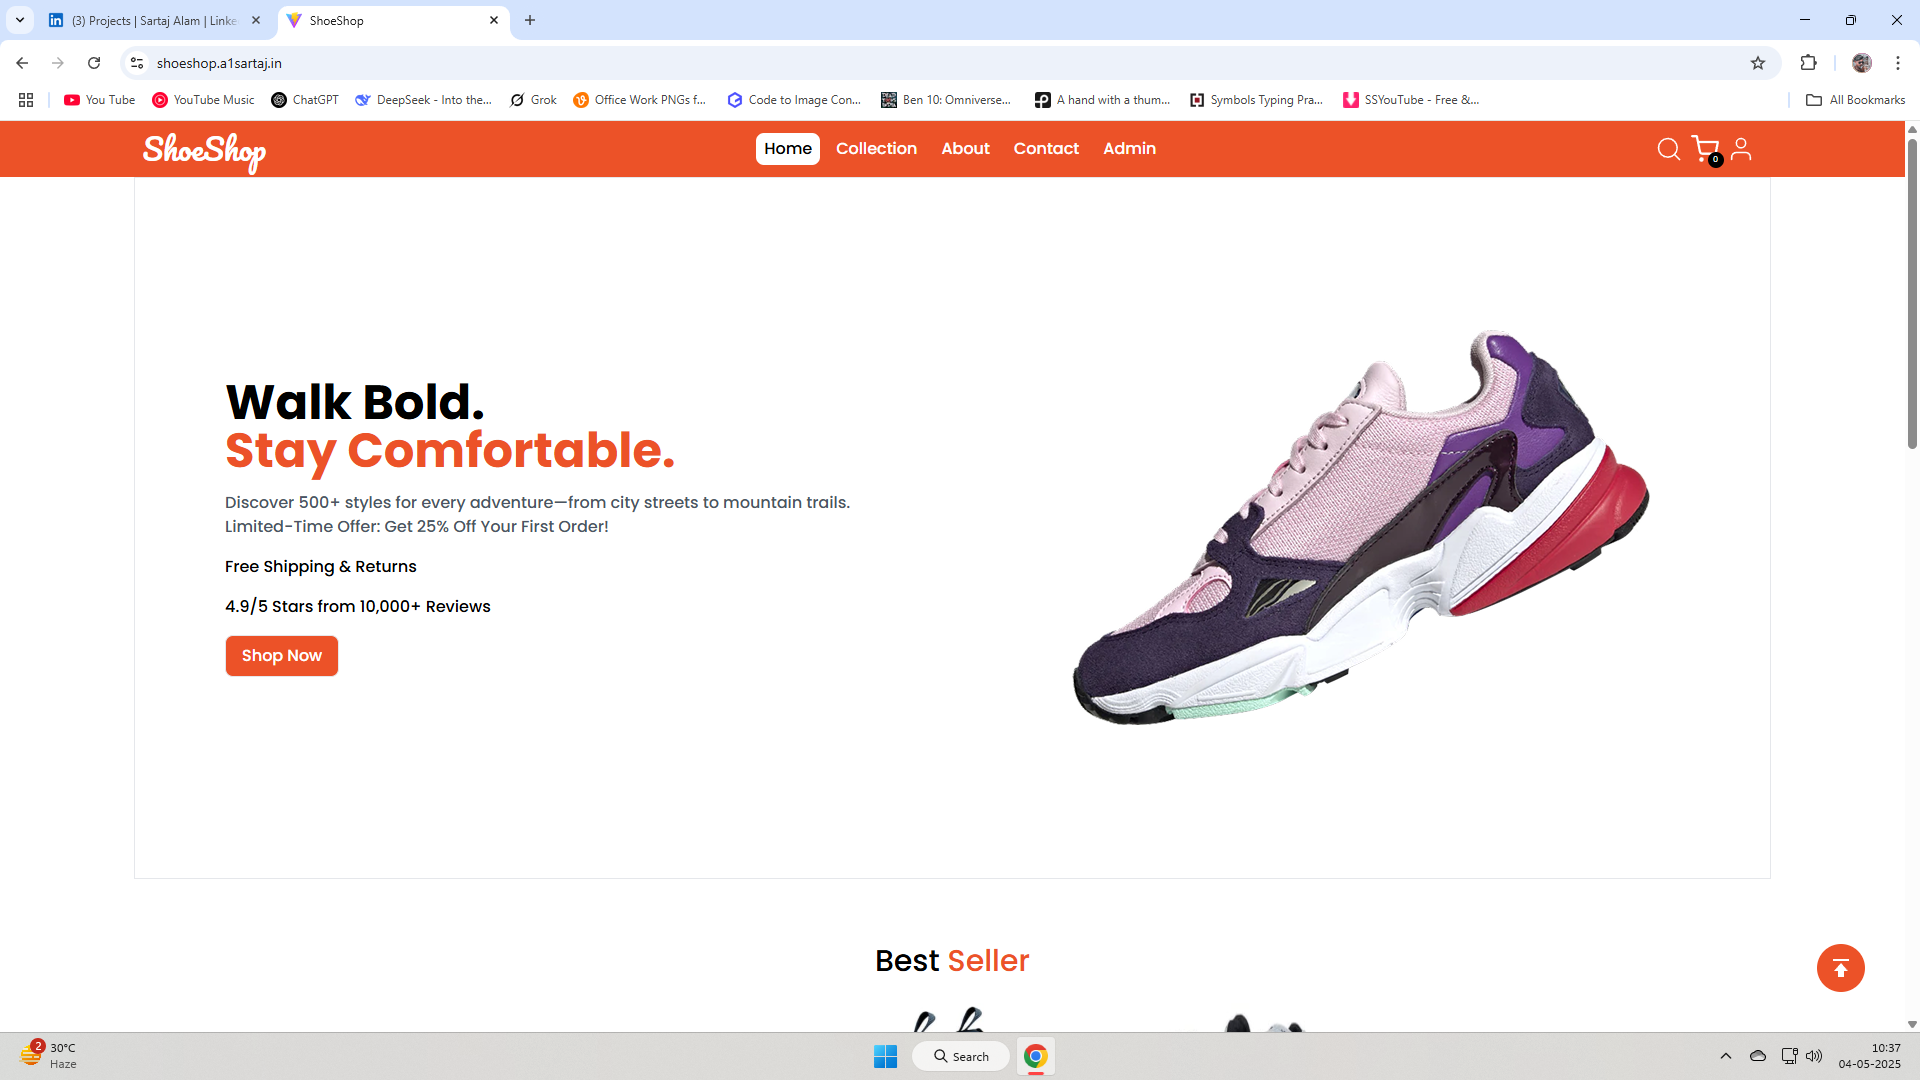 (3) Projects | Sartaj Alam | Linke
ShoeShop
shoeshop.a1sartaj.in
You Tube
YouTube Music
ChatGPT
DeepSeek - Into the...
Grok
Office Work PNGs f...
Code to Image Con...
Ben 10: Omniverse...
A hand with a thum...
Symbols Typing Pra...
SSYouTube - Free &...
All Bookmarks
ShoeShop
Home
Collection
About
Contact
Admin
0
Walk Bold.
Stay Comfortable.
Discover 500+ styles for every adventure—from city streets to mountain trails.
Limited-Time Offer: Get 25% Off Your First Order!
Free Shipping & Returns
4.9/5 Stars from 10,000+ Reviews
Shop Now
Best Seller
2
30°C
Haze
Search
10:37
04-05-2025